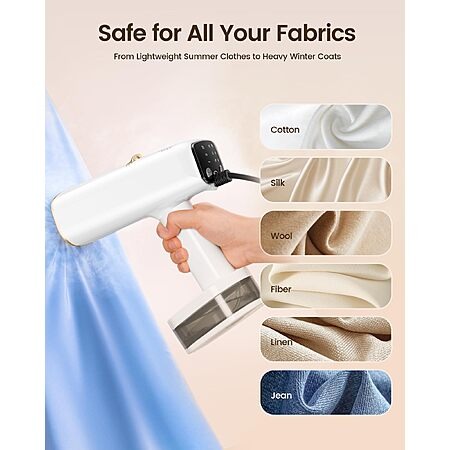 Safe for All Your Fabrics
From Lightweight Summer Clothes to Heavy Winter Coats
Cotton
Silk
Wool
Fiber
Linen
Jean